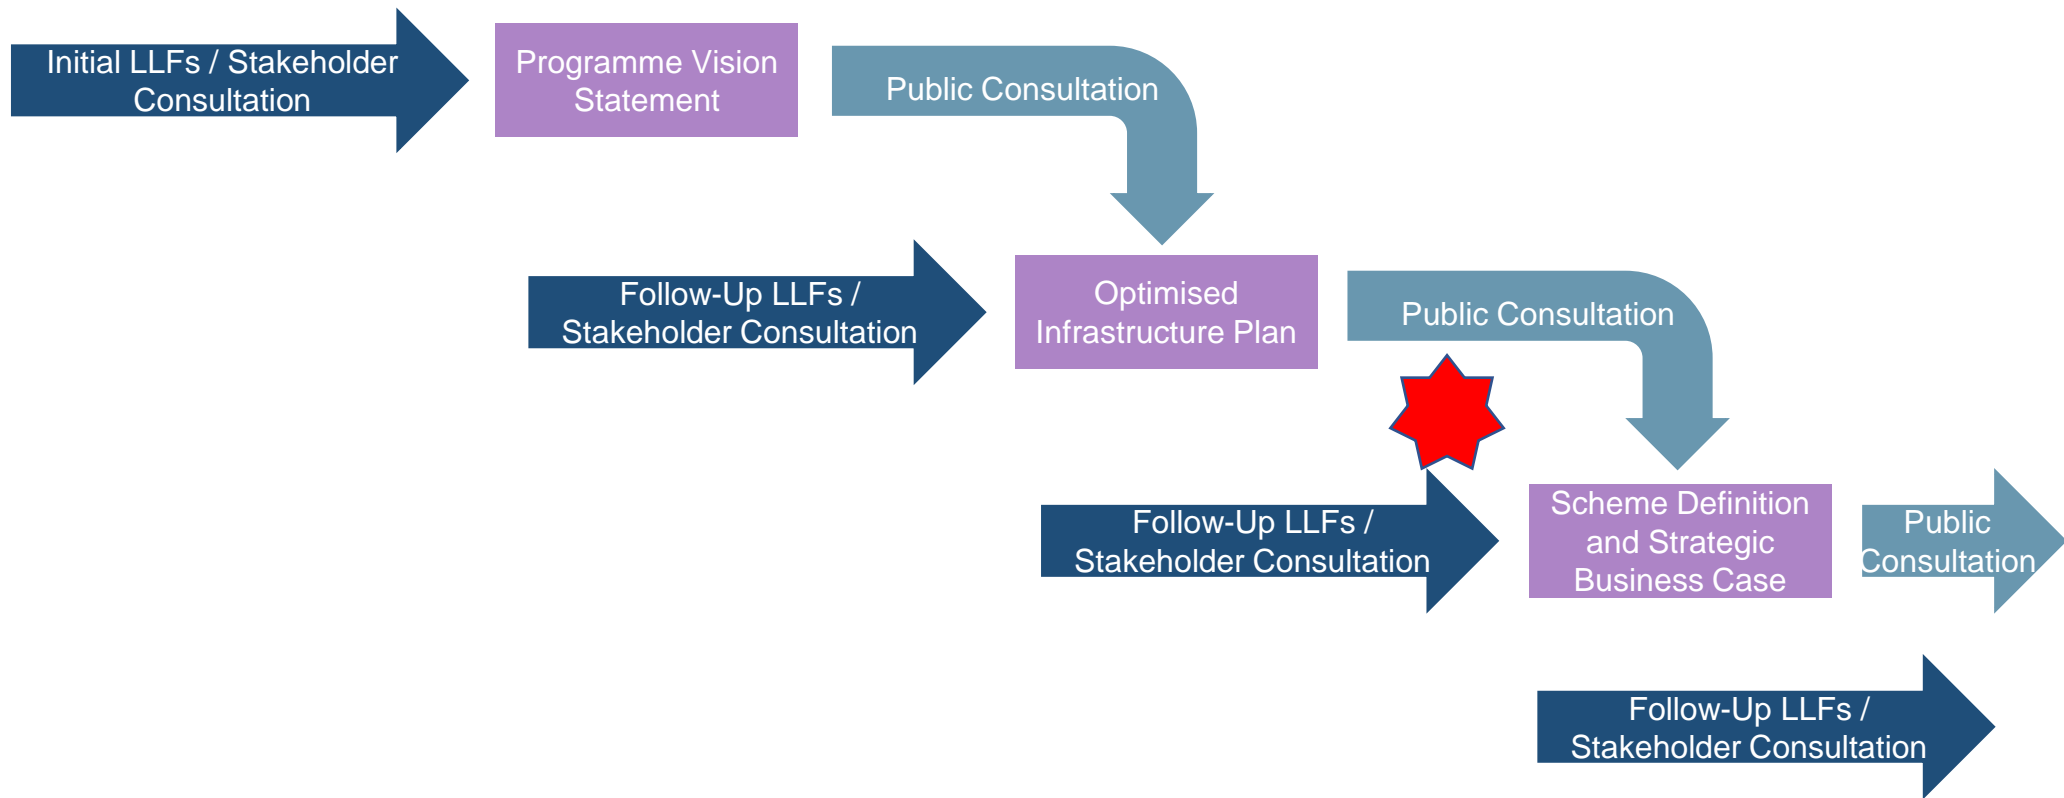 Initial LLFs / Stakeholder
Consultation
Programme Vision
Statement
Public Consultation
Follow-Up LLFs /
Stakeholder Consultation
Optimised
Infrastructure Plan
Public Consultation
Follow-Up LLFs /
Stakeholder Consultation
Scheme Definition
and Strategic
Business Case
Public
Consultation
Follow-Up LLFs /
Stakeholder Consultation